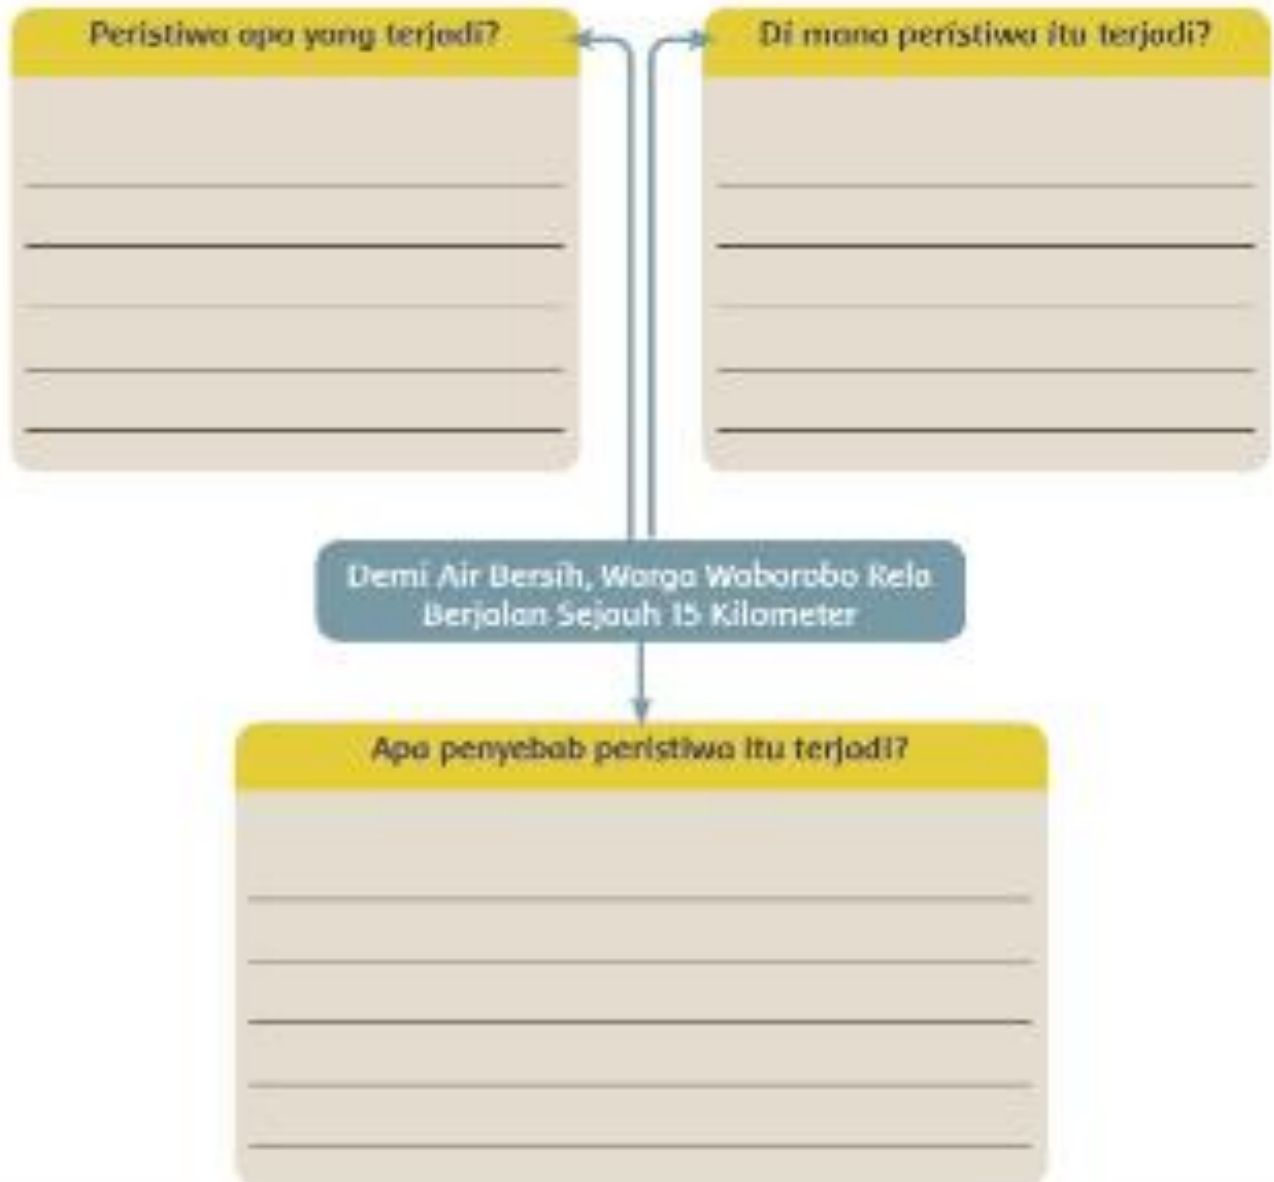 Peristiwa apa yang terjadi?
Di mana peristiwa itu terjadi?
Demi Air Bersih, Warga Waborobo Rela
Berjalan Sejauh 15 Kilometer
Apa penyebab peristiwa itu terjadi?